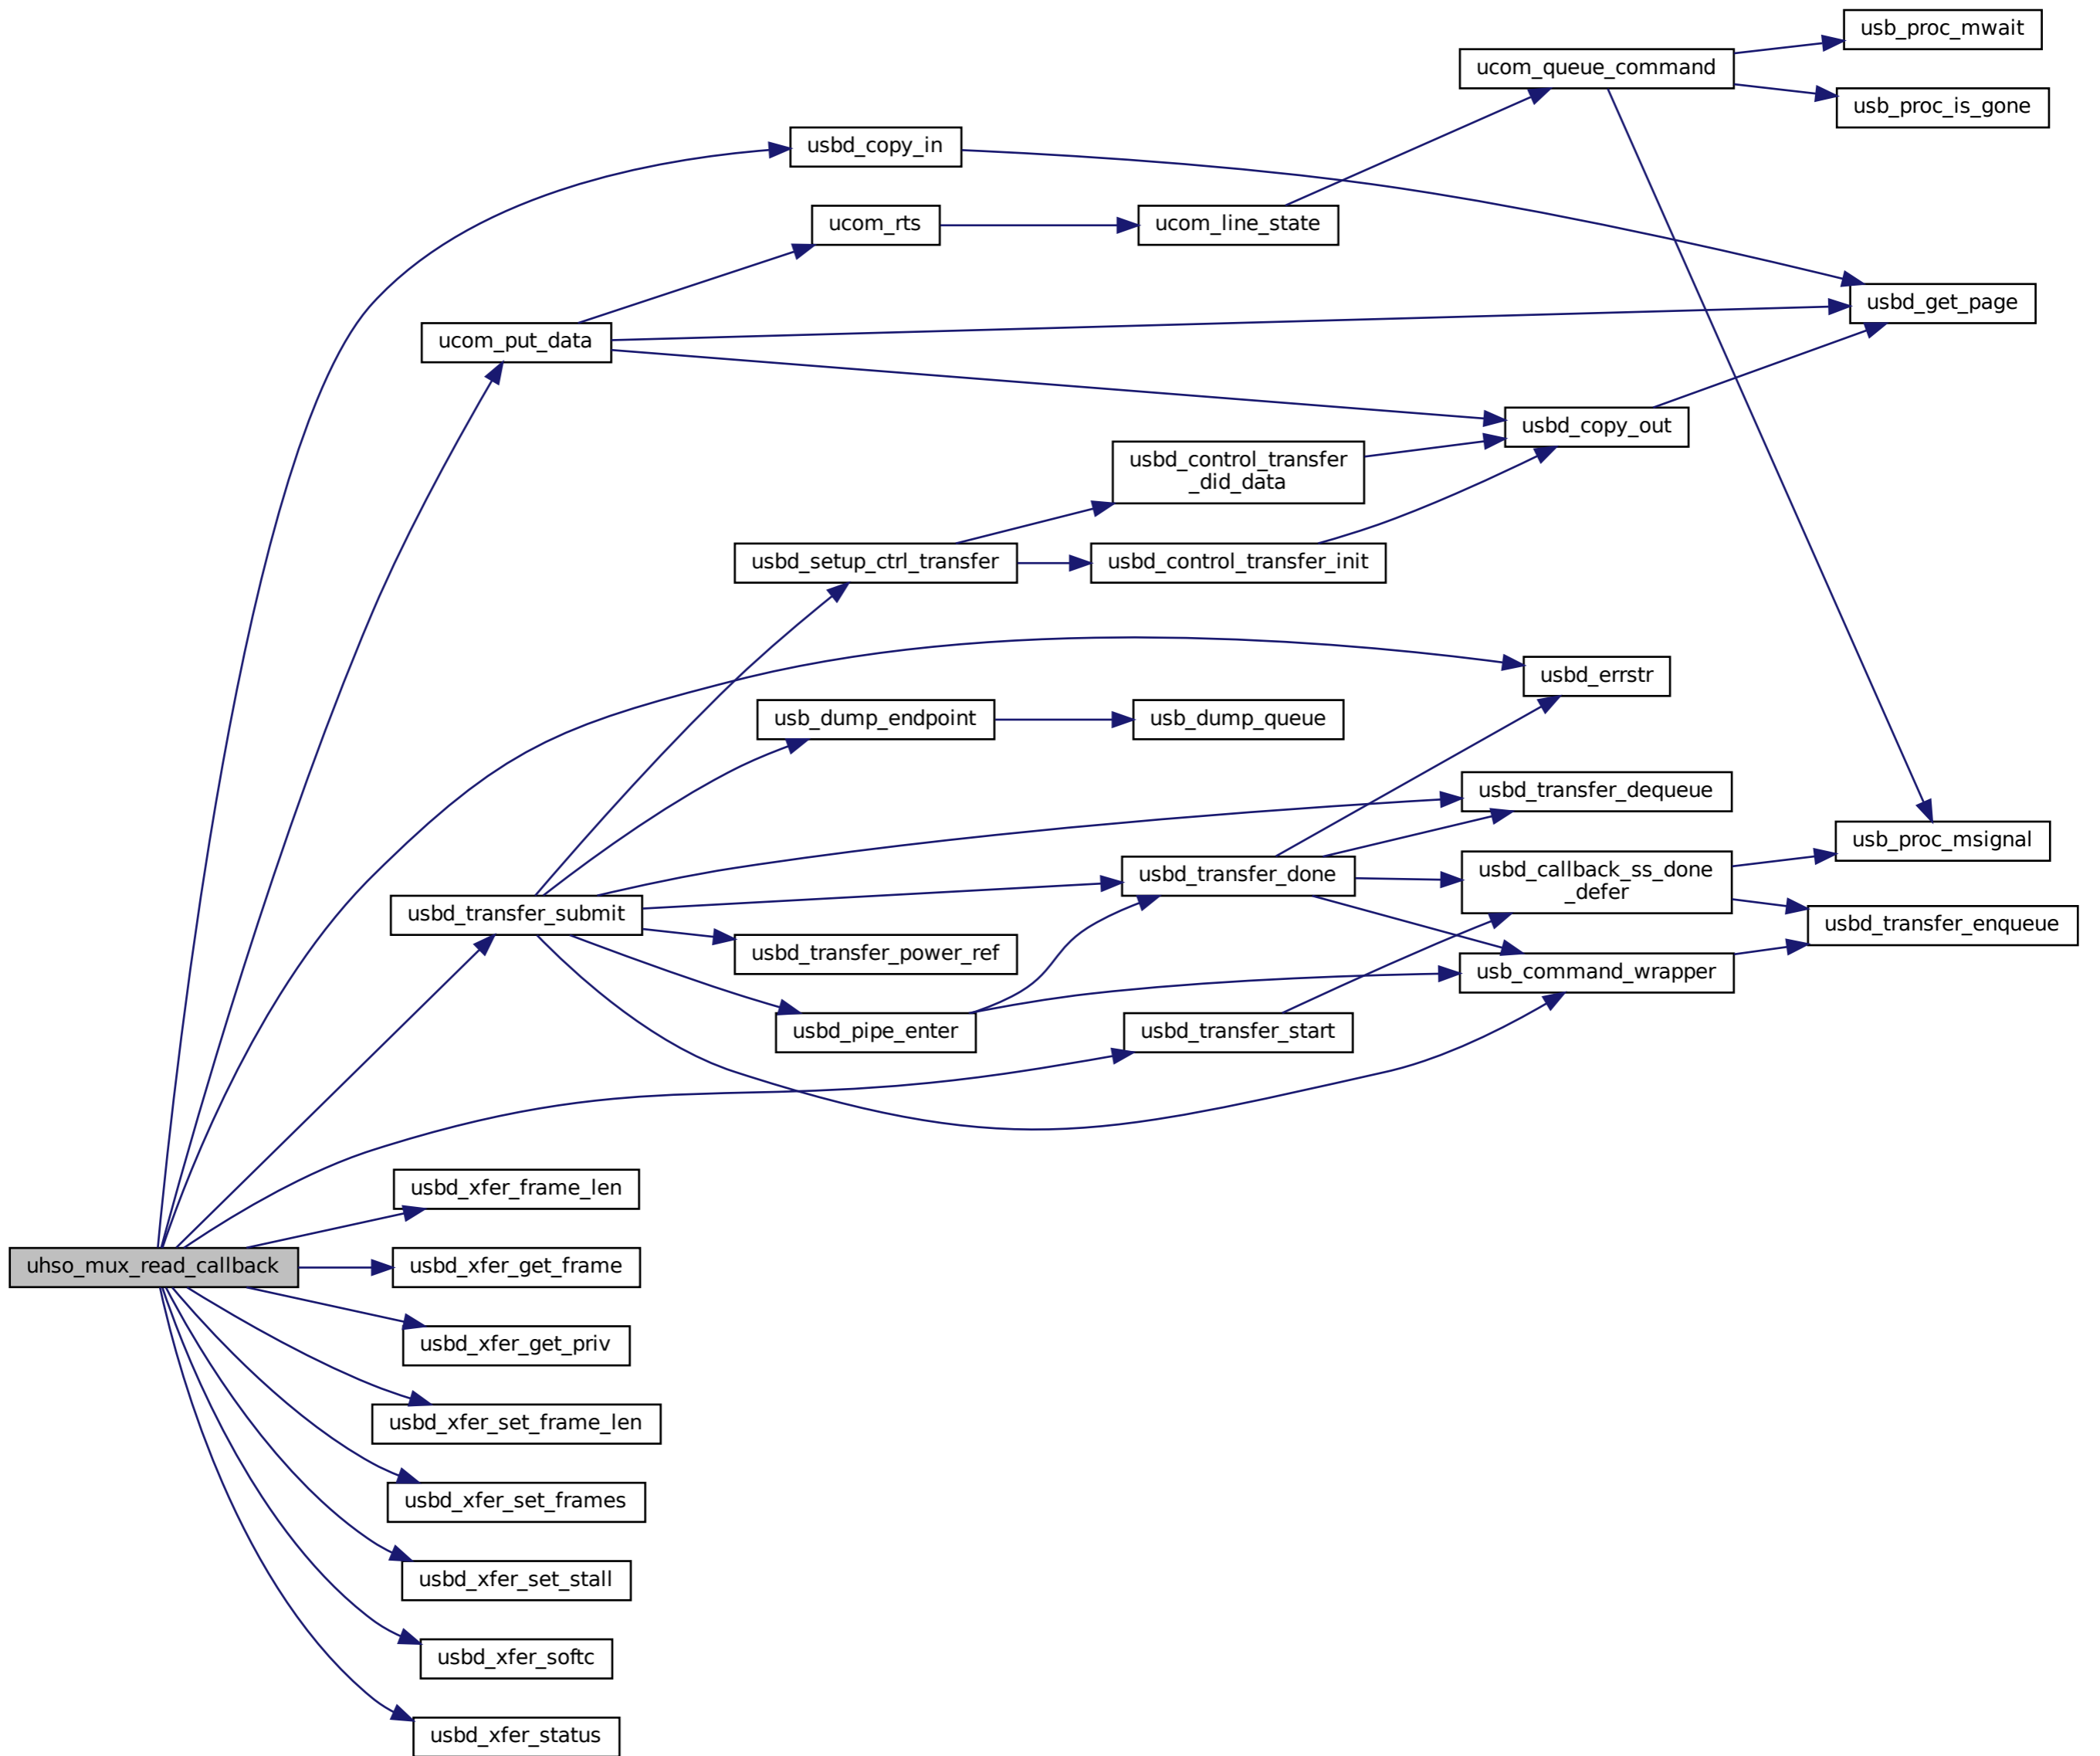 usb_proc_mwait
ucom_queue_command
usb_proc_is_gone
usbd_copy_in
ucom_rts
ucom_line_state
usbd_get_page
ucom_put_data
usbd_copy_out
usbd_control_transfer
_did_data
usbd_setup_ctrl_transfer
usbd_control_transfer_init
usbd_errstr
usb_dump_endpoint
usb_dump_queue
usbd_transfer_dequeue
usb_proc_msignal
usbd_transfer_done
usbd_callback_ss_done
_defer
usbd_transfer_submit
usbd_transfer_enqueue
usbd_transfer_power_ref
usb_command_wrapper
usbd_pipe_enter
usbd_transfer_start
usbd_xfer_frame_len
uhso_mux_read_callback
usbd_xfer_get_frame
usbd_xfer_get_priv
usbd_xfer_set_frame_len
usbd_xfer_set_frames
usbd_xfer_set_stall
usbd_xfer_softc
usbd_xfer_status